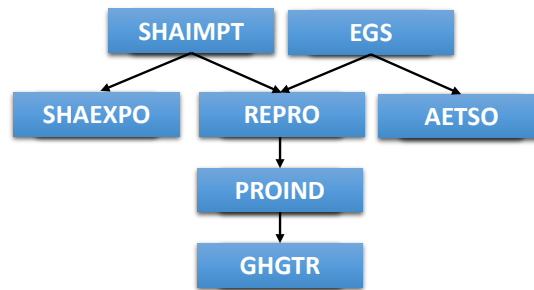 SHAIMPT
EGS
SHAEXPO
REPRO
AETSO
PROIND
GHGTR